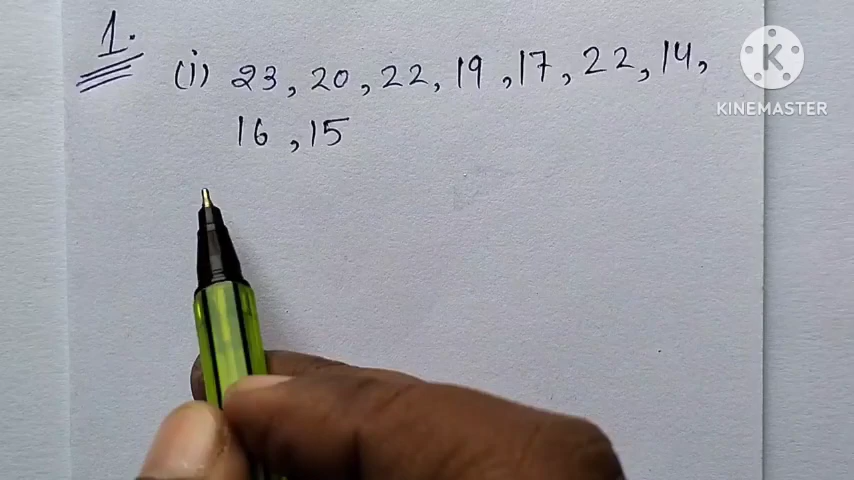 1.
(i) 23, 20, 22, 19, 17, 22, 14,
16, 15
K
KINEMASTER